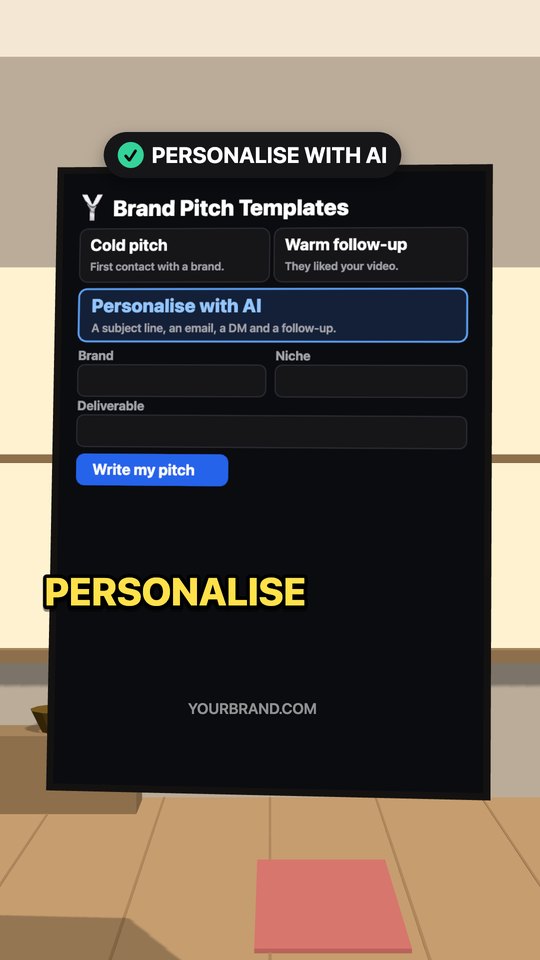 PERSONALISE WITH AI
Brand Pitch Templates
Cold pitch
First contact with a brand.
Warm follow-up
They liked your video.
Personalise with AI
A subject line, an email, a DM and a follow-up.
Brand
Niche
Deliverable
Write my pitch
PERSONALISE
YOURBRAND.COM